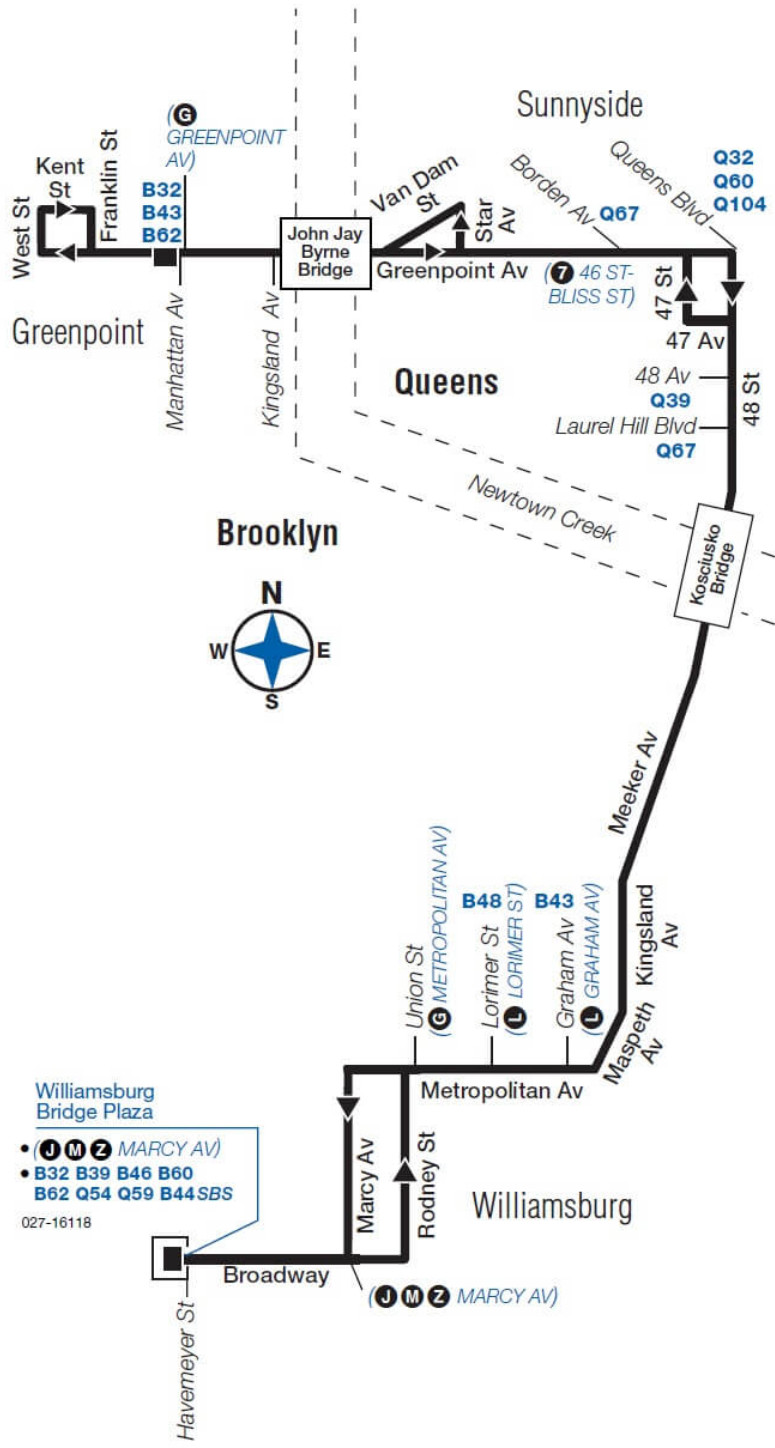 Sunnyside
(G
GREENPOINT
AV)
Kent
St
Franklin St
West St
B32
B43
B62
Greenpoint
Manhattan Av
Kingsland Av
John Jay
Byrne
Bridge
Van Dam
St
Star
Av
Greenpoint Av
Borden Av
Q67
Queens Blvd
Q32
Q60
Q104
(7 46 ST-
BLISS ST)
47 St
47 Av
48 Av
Q39
Laurel Hill Blvd
Q67
48 St
Queens
Newtown Creek
Kosciusko
Bridge
Brooklyn
N
W
E
S
Meeker Av
Kingsland
Av
Maspeth
Av
Union St
(G METROPOLITAN AV)
B48
Lorimer St
(L LORIMER ST)
B43
Graham Av
(L GRAHAM AV)
Metropolitan Av
Williamsburg
Bridge Plaza
• (J M Z MARCY AV)
• B32 B39 B46 B60
B62 Q54 Q59 B44SBS
027-16118
Marcy Av
Rodney St
Williamsburg
Broadway
(J M Z MARCY AV)
Havemeyer St